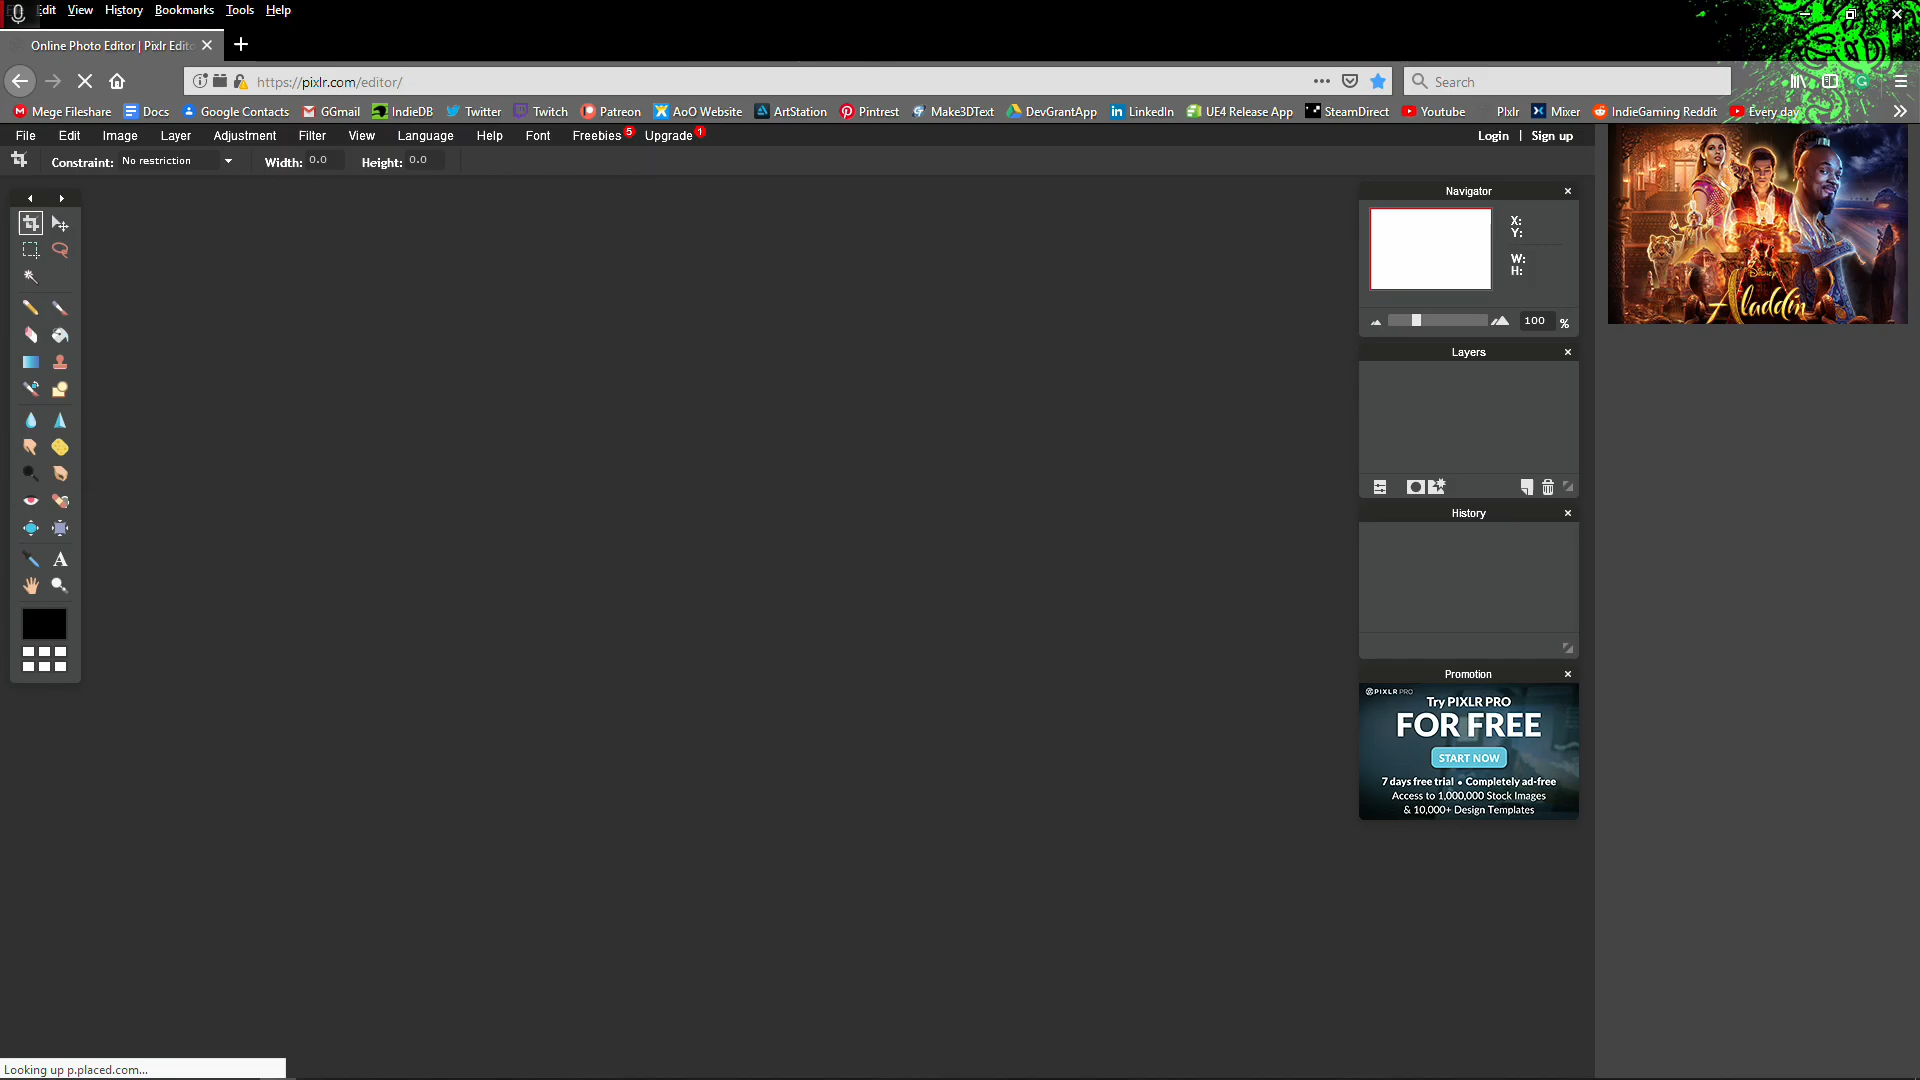 Edit View History Bookmarks Tools Help
Online Photo Editor | Pixlr Edito
https://pixlr.com/editor/
Search
Mege Fileshare Docs Google Contacts GGmail IndieDB Twitter Twitch Patreon AoO Website ArtStation Pintrest Make3DText DevGrantApp LinkedIn UE4 Release App SteamDirect Youtube Pixlr Mixer IndieGaming Reddit Every day
File Edit Image Layer Adjustment Filter View Language Help Font Freebies 5 Upgrade 1 Login | Sign up
Constraint: No restriction Width: 0.0 Height: 0.0
Navigator
X:
Y:
W:
H:
100 %
Layers
History
Promotion
PIXLR PRO
Try PIXLR PRO
FOR FREE
START NOW
7 days free trial • Completely ad-free
Access to 1,000,000 Stock Images
& 10,000+ Design Templates
A
Disney
Aladdin
Looking up p.placed.com...